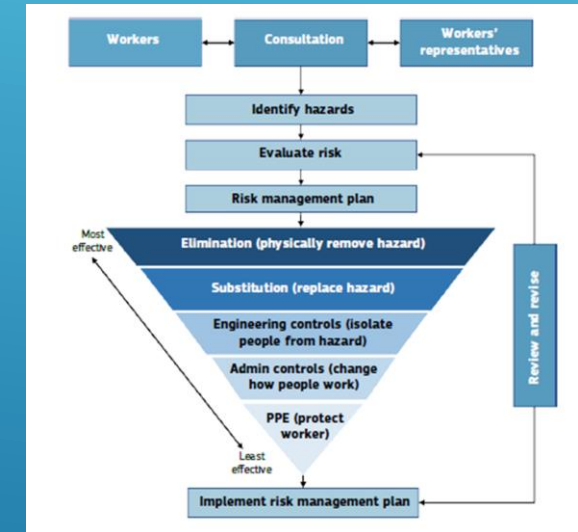 Workers
Consultation
Workers'
representatives
Identify hazards
Evaluate risk
Risk management plan
Most
effective
Elimination (physically remove hazard)
Substitution (replace hazard)
Engineering controls (isolate
people from hazard)
Admin controls (change
how people work)
PPE (protect
worker)
Least
effective
Implement risk management plan
Review and revise